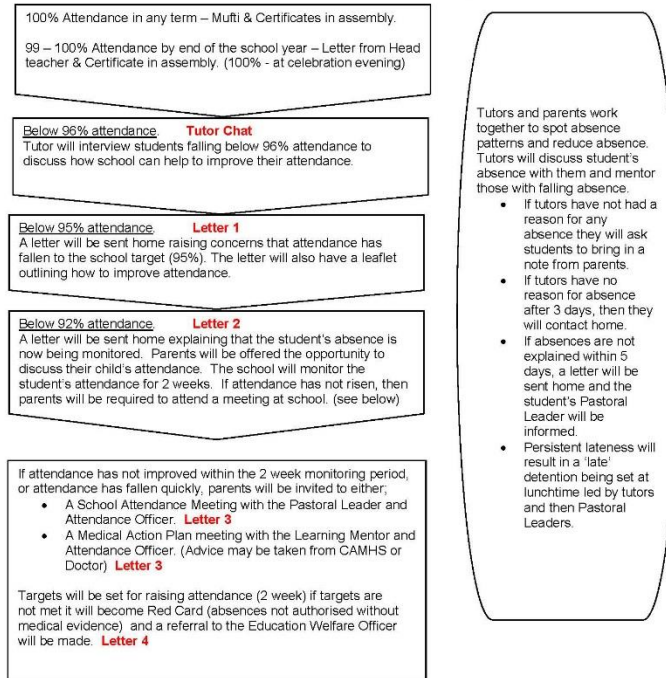 100% Attendance in any term – Mufti & Certificates in assembly.
99 – 100% Attendance by end of the school year – Letter from Head
teacher & Certificate in assembly. (100% - at celebration evening)
Below 96% attendance. Tutor Chat
Tutor will interview students falling below 96% attendance to
discuss how school can help to improve their attendance.
Below 95% attendance. Letter 1
A letter will be sent home raising concerns that attendance has
fallen to the school target (95%). The letter will also have a leaflet
outlining how to improve attendance.
Below 92% attendance. Letter 2
A letter will be sent home explaining that the student's absence is
now being monitored. Parents will be offered the opportunity to
discuss their child's attendance. The school will monitor the
student's attendance for 2 weeks. If attendance has not risen, then
parents will be required to attend a meeting at school. (see below)
If attendance has not improved within the 2 week monitoring period,
or attendance has fallen quickly, parents will be invited to either;
• A School Attendance Meeting with the Pastoral Leader and
Attendance Officer. Letter 3
• A Medical Action Plan meeting with the Learning Mentor and
Attendance Officer. (Advice may be taken from CAMHS or
Doctor) Letter 3
Targets will be set for raising attendance (2 week) if targets are
not met it will become Red Card (absences not authorised without
medical evidence) and a referral to the Education Welfare Officer
will be made. Letter 4
Tutors and parents work
together to spot absence
patterns and reduce absence.
Tutors will discuss student's
absence with them and mentor
those with falling absence.
• If tutors have not had a
reason for any
absence they will ask
students to bring in a
note from parents.
• If tutors have no
reason for absence
after 3 days, then they
will contact home.
• If absences are not
explained within 5
days, a letter will be
sent home and the
student's Pastoral
Leader will be
informed.
• Persistent lateness will
result in a 'late'
detention being set at
lunchtime led by tutors
and then Pastoral
Leaders.